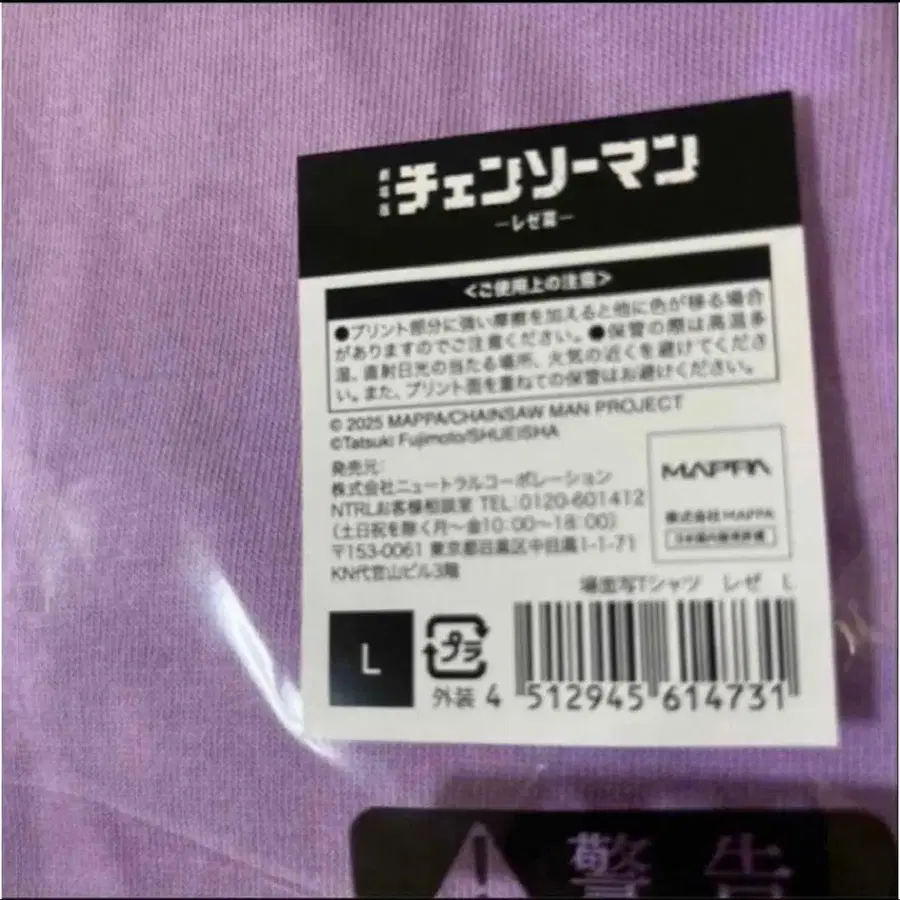 劇場版 チェンソーマン
—レゼ篇—
<ご使用上の注意>
●プリント部分に強い摩擦を加えると他に色が移る場合
がありますのでご注意ください。●保管の際は高温多
湿、直射日光の当たる場所、火気の近くを避けてくださ
い。また、プリント面を重ねての保管はお避けください。
© 2025 MAPPA/CHAINSAW MAN PROJECT
©Tatsuki Fujimoto/SHUEISHA
発売元:
株式会社ニュートラルコーポレーション
NTRLお客様相談室 TEL:0120-601412
(土日祝を除く月～金10:00～18:00)
〒153-0061 東京都目黒区中目黒1-1-71
KN代官山ビル3階
MAPPA
株式会社MAPPA
日本国内販売許諾
場面写Tシャツ レゼ L
L
プラ
外装
4 512945 614731
警告